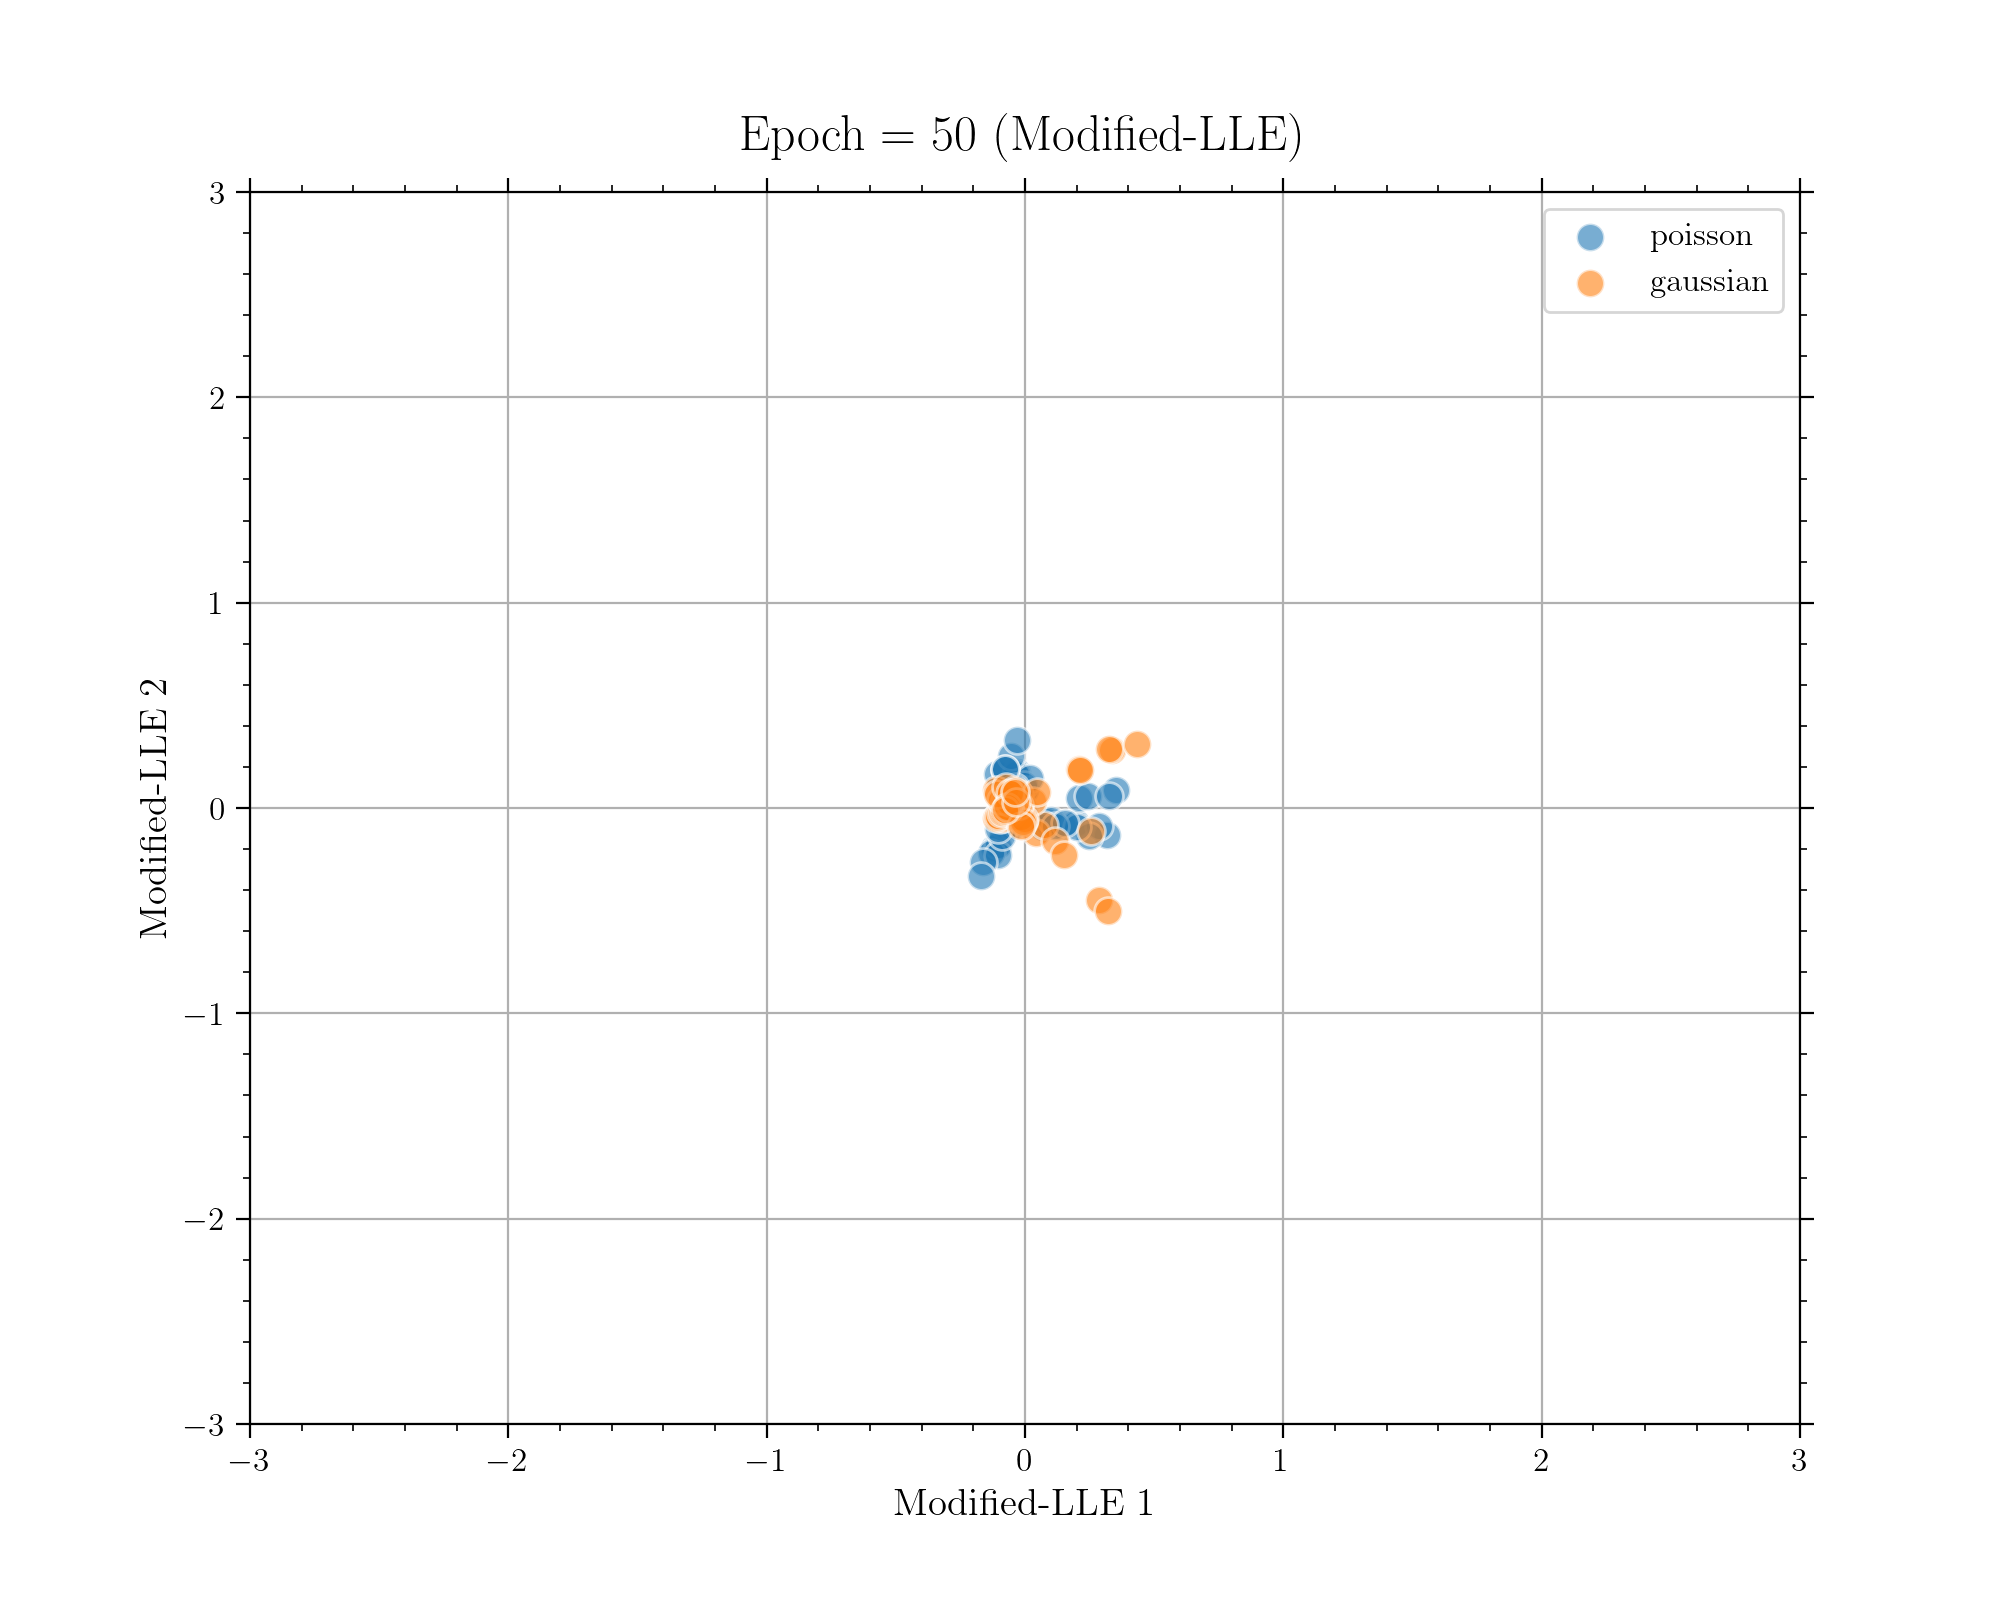 Epoch = 50 (Modified-LLE)
poisson
gaussian
3
2
1
0
−1
−2
−3
Modified-LLE 2
−3 −2 −1 0 1 2 3
Modified-LLE 1